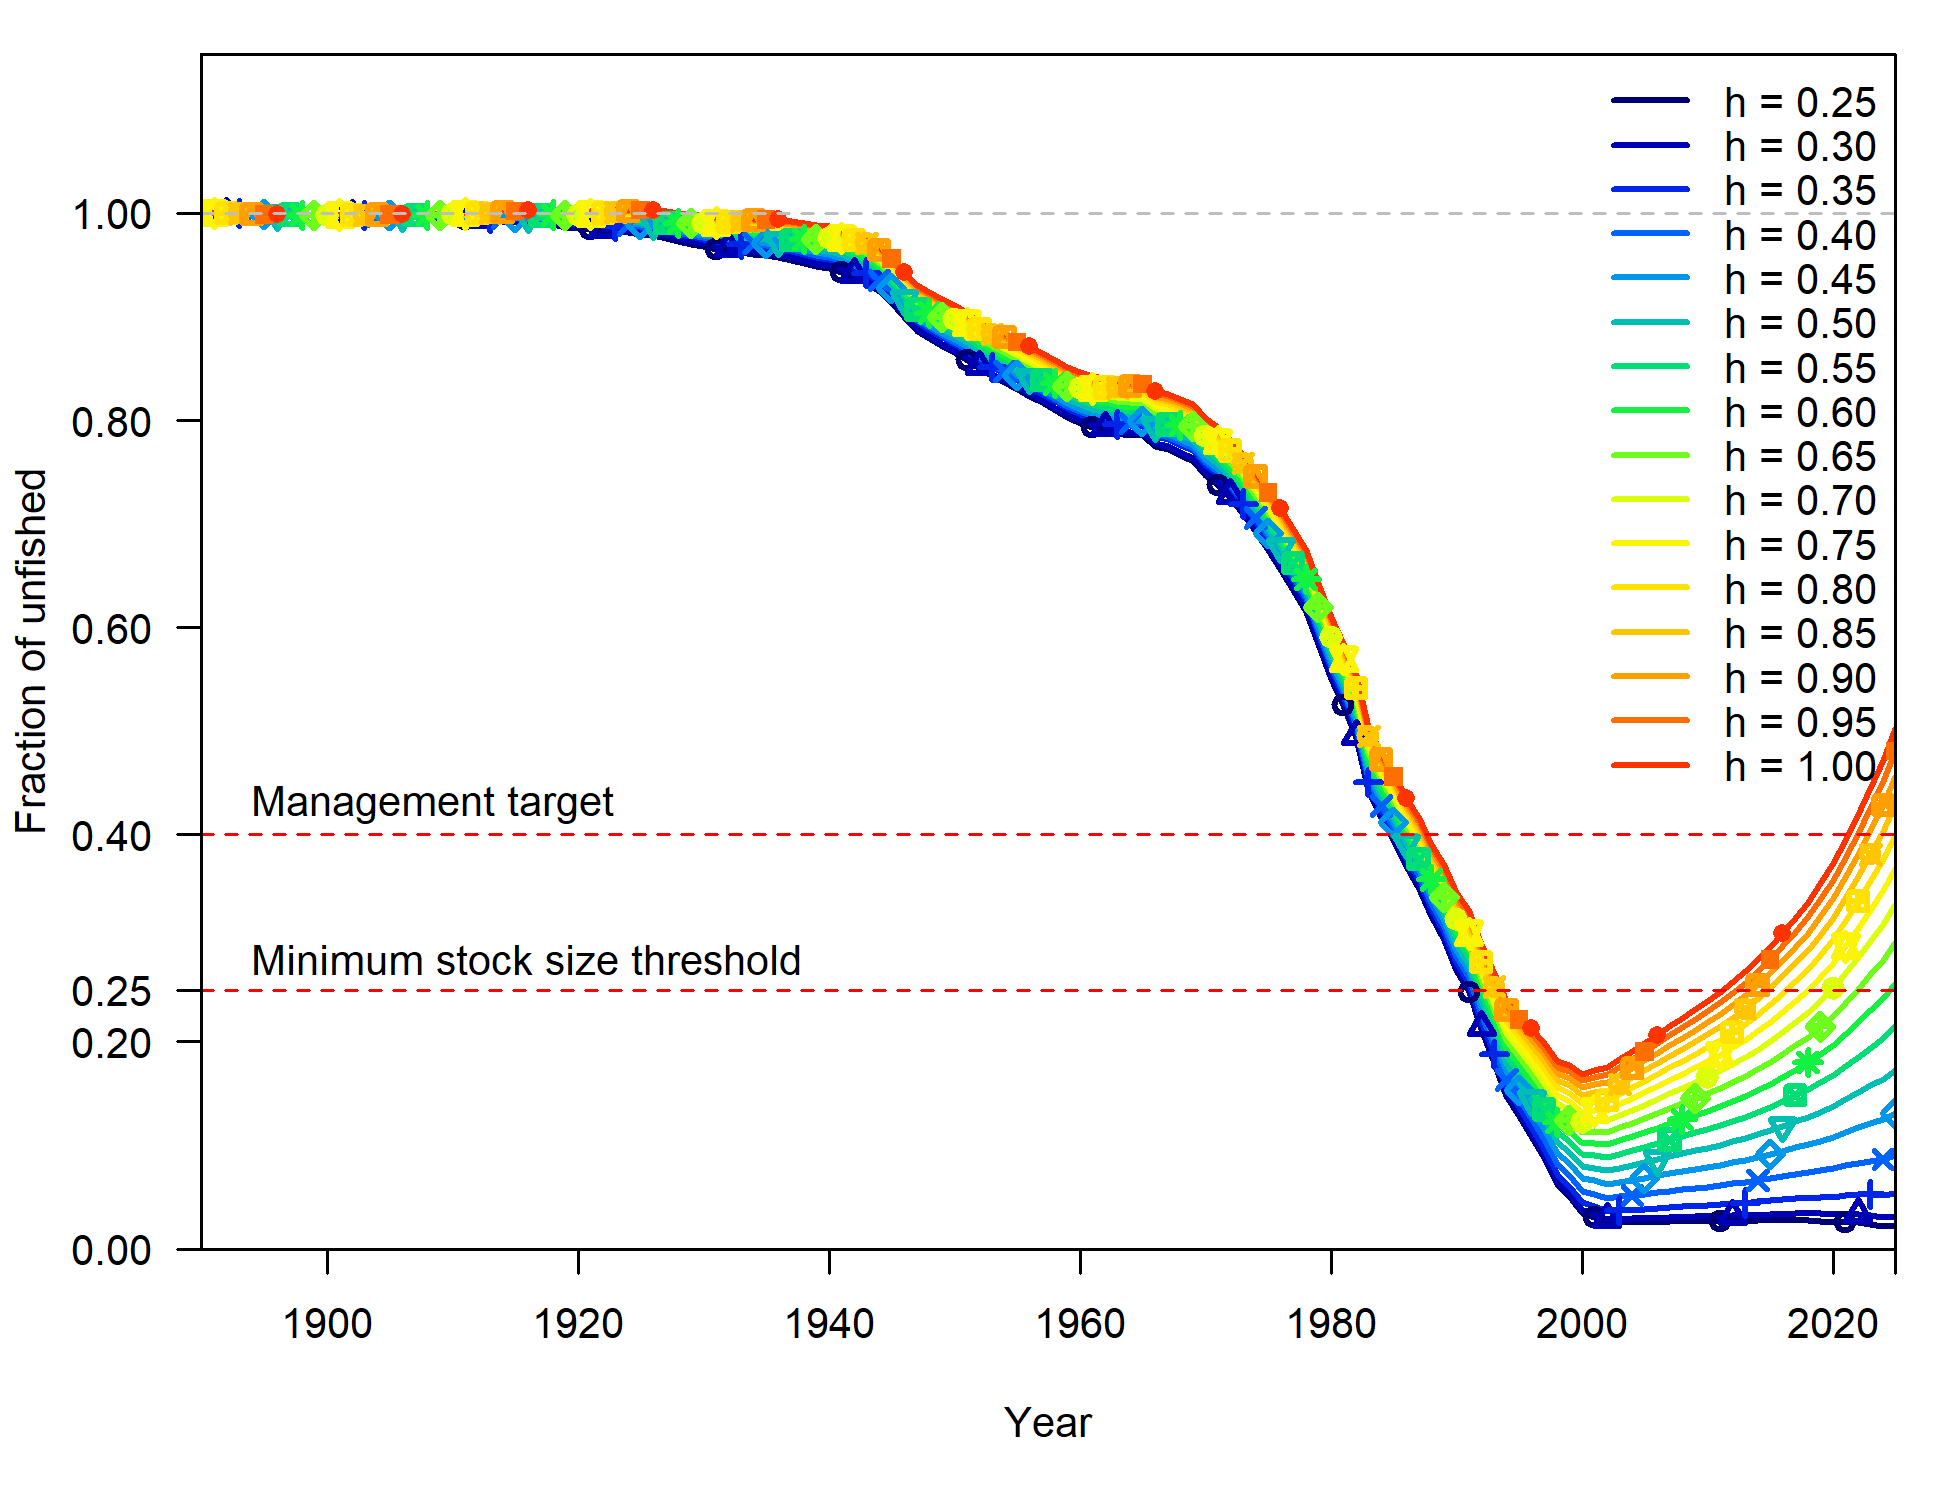 h = 0.25
h = 0.30
h = 0.35
h = 0.40
h = 0.45
h = 0.50
h = 0.55
h = 0.60
h = 0.65
h = 0.70
h = 0.75
h = 0.80
h = 0.85
h = 0.90
h = 0.95
h = 1.00
1.00
0.80
0.60
0.40
0.25
0.20
0.00
Fraction of unfished
Management target
Minimum stock size threshold
1900
1920
1940
1960
1980
2000
2020
Year